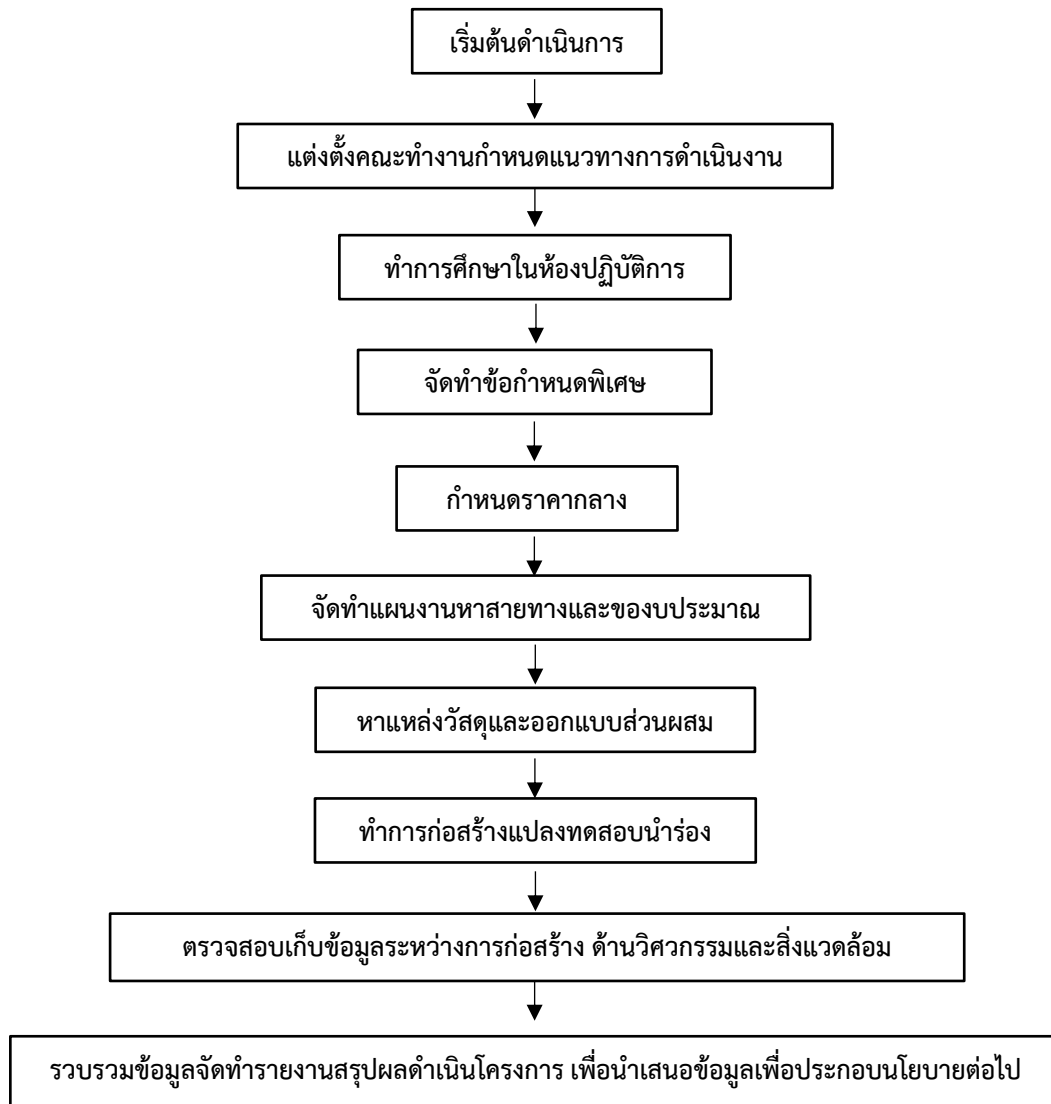 เริ่มต้นดำเนินการ
แต่งตั้งคณะทำงานกำหนดแนวทางการดำเนินงาน
ทำการศึกษาในห้องปฏิบัติการ
จัดทำข้อกำหนดพิเศษ
กำหนดราคากลาง
จัดทำแผนงานหาสายทางและของบประมาณ
หาแหล่งวัสดุและออกแบบส่วนผสม
ทำการก่อสร้างแปลงทดสอบนำร่อง
ตรวจสอบเก็บข้อมูลระหว่างการก่อสร้าง ด้านวิศวกรรมและสิ่งแวดล้อม
รวบรวมข้อมูลจัดทำรายงานสรุปผลดำเนินโครงการ เพื่อนำเสนอข้อมูลเพื่อประกอบนโยบายต่อไป